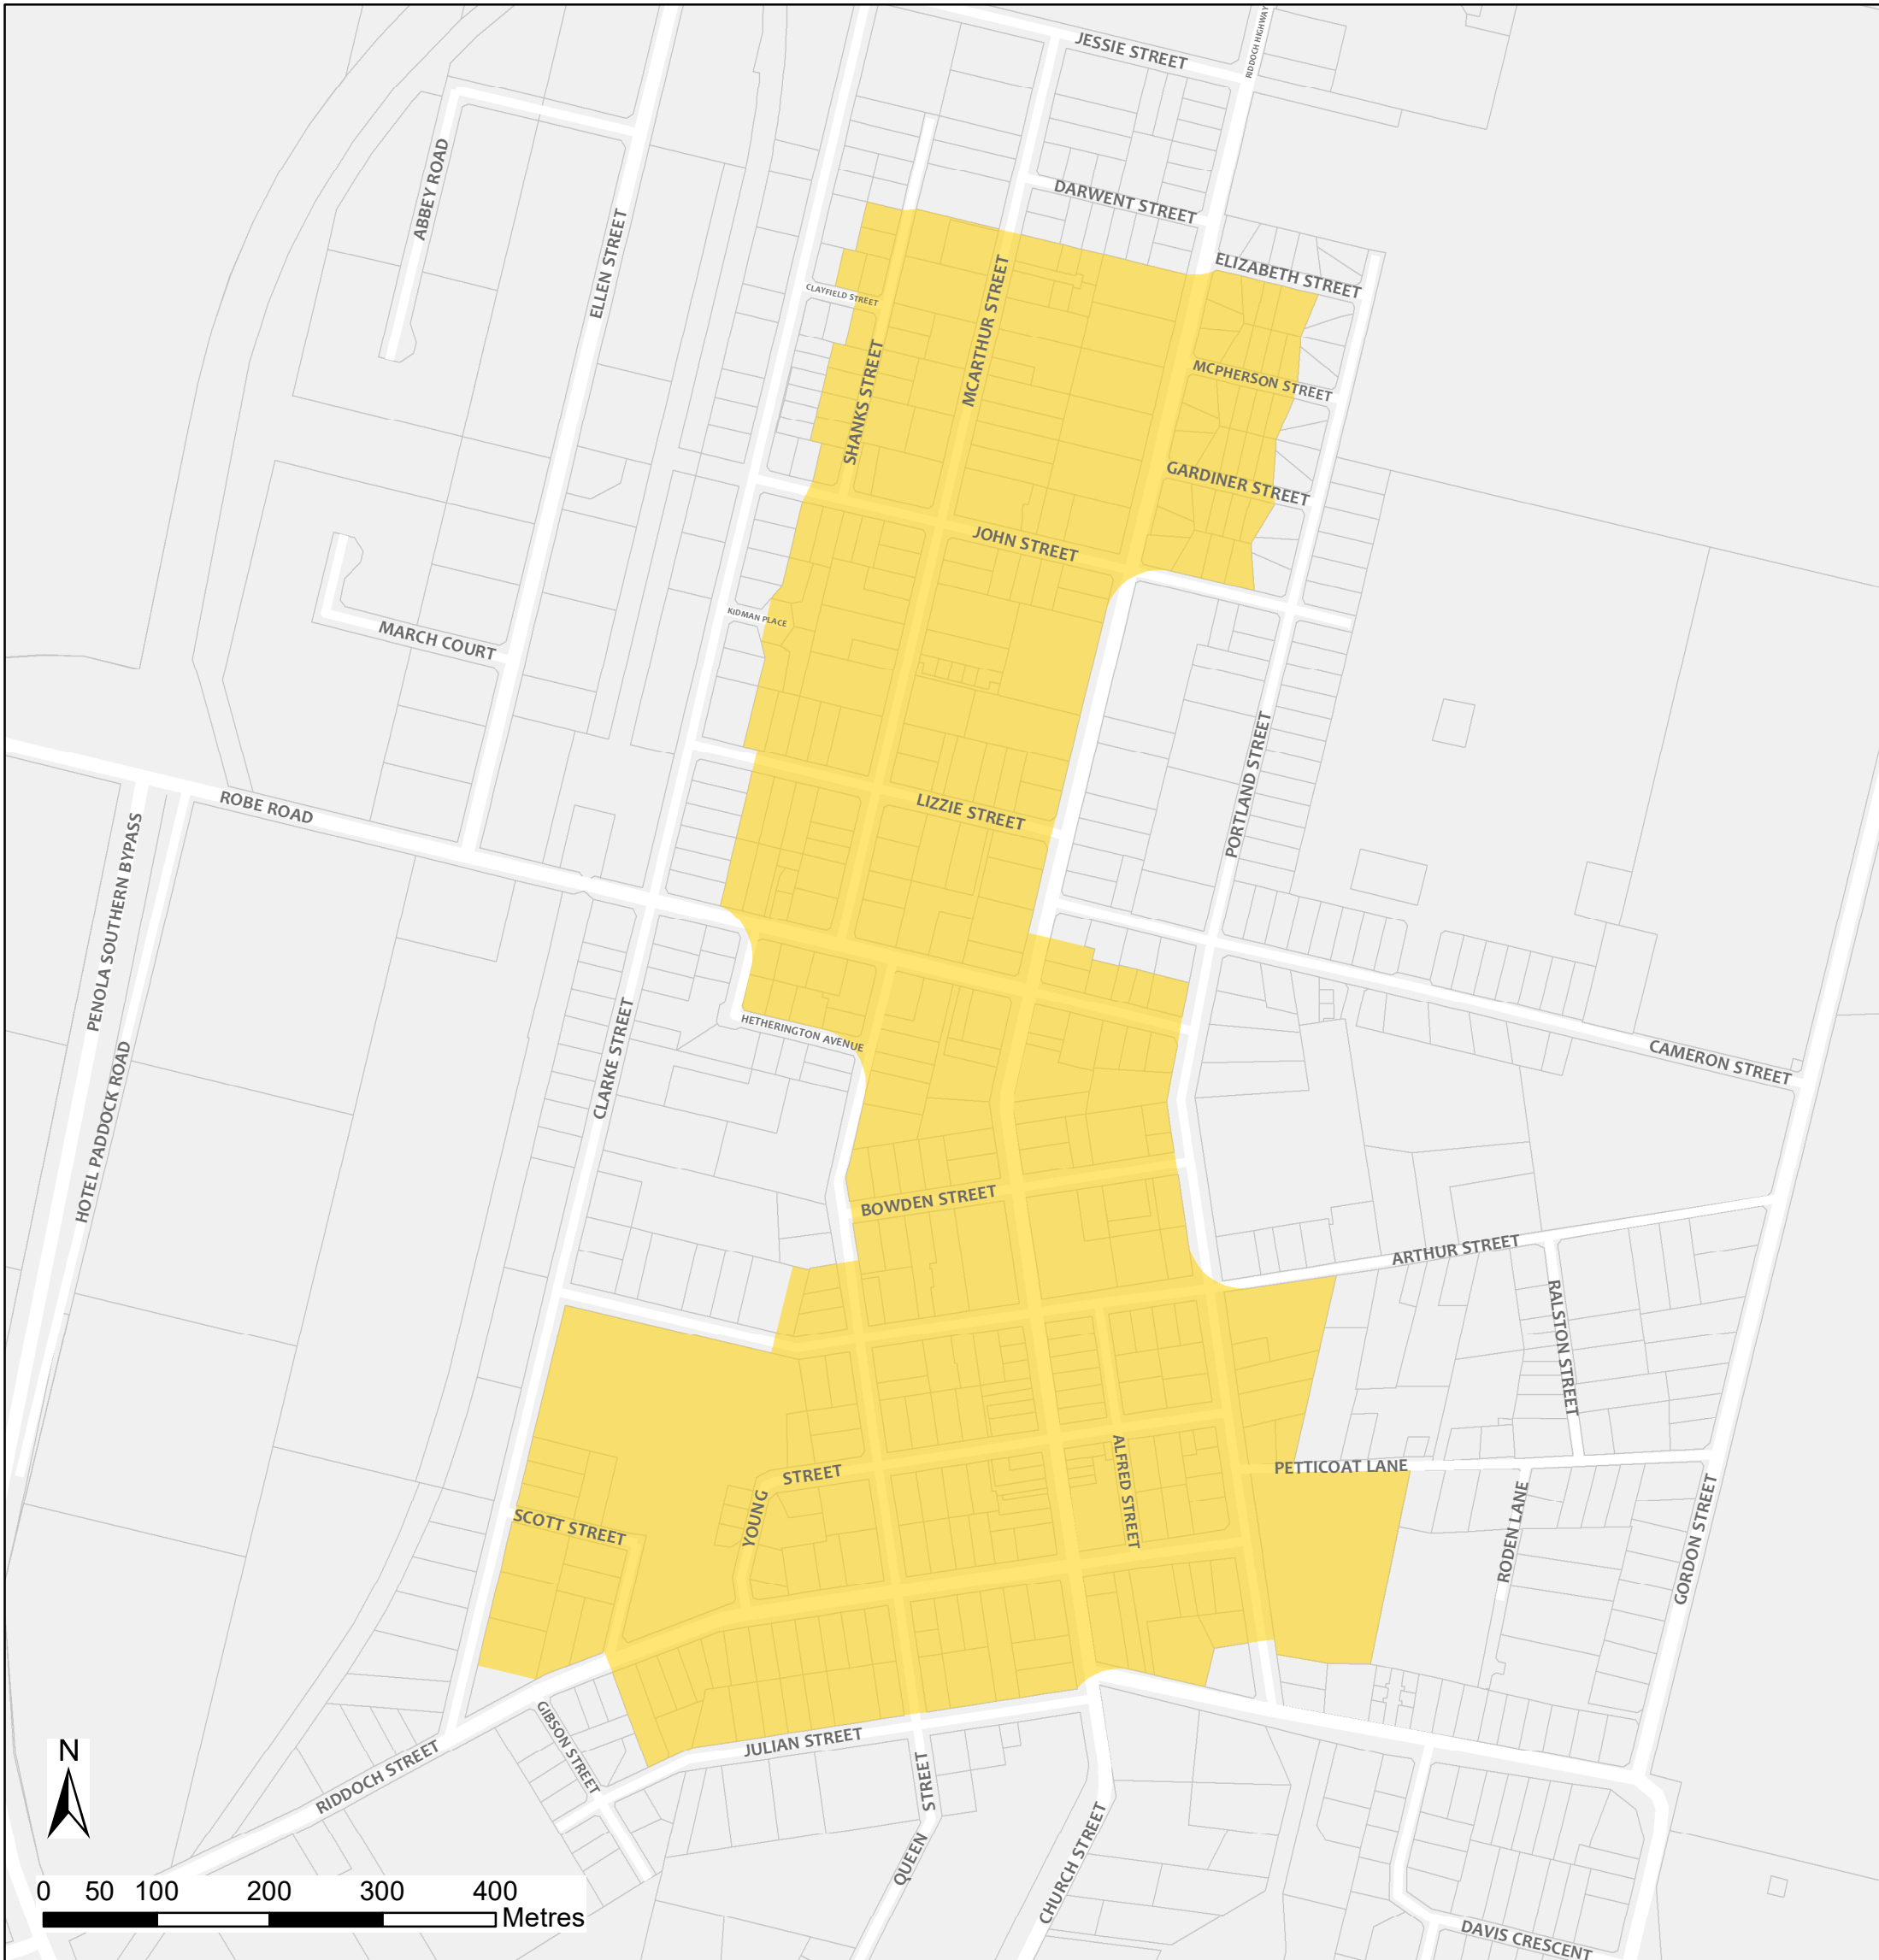 JESSIE STREET
RIDDOCH HIGHWAY
ABBEY ROAD
DARWENT STREET
ELLEN STREET
ELIZABETH STREET
CLAYFIELD STREET
MCARTHUR STREET
SHANKS STREET
MCPHERSON STREET
GARDINER STREET
JOHN STREET
KIDMAN PLACE
MARCH COURT
PORTLAND STREET
ROBE ROAD
LIZZIE STREET
PENOLA SOUTHERN BYPASS
HETHERINGTON AVENUE
CLARKE STREET
CAMERON STREET
HOTEL PADDOCK ROAD
BOWDEN STREET
ARTHUR STREET
RALSTON STREET
YOUNG STREET
ALFRED STREET
PETTICOAT LANE
SCOTT STREET
RODEN LANE
GORDON STREET
GIBSON STREET
JULIAN STREET
RIDDOCH STREET
QUEEN STREET
CHURCH STREET
DAVIS CRESCENT
N
0 50 100 200 300 400
Metres